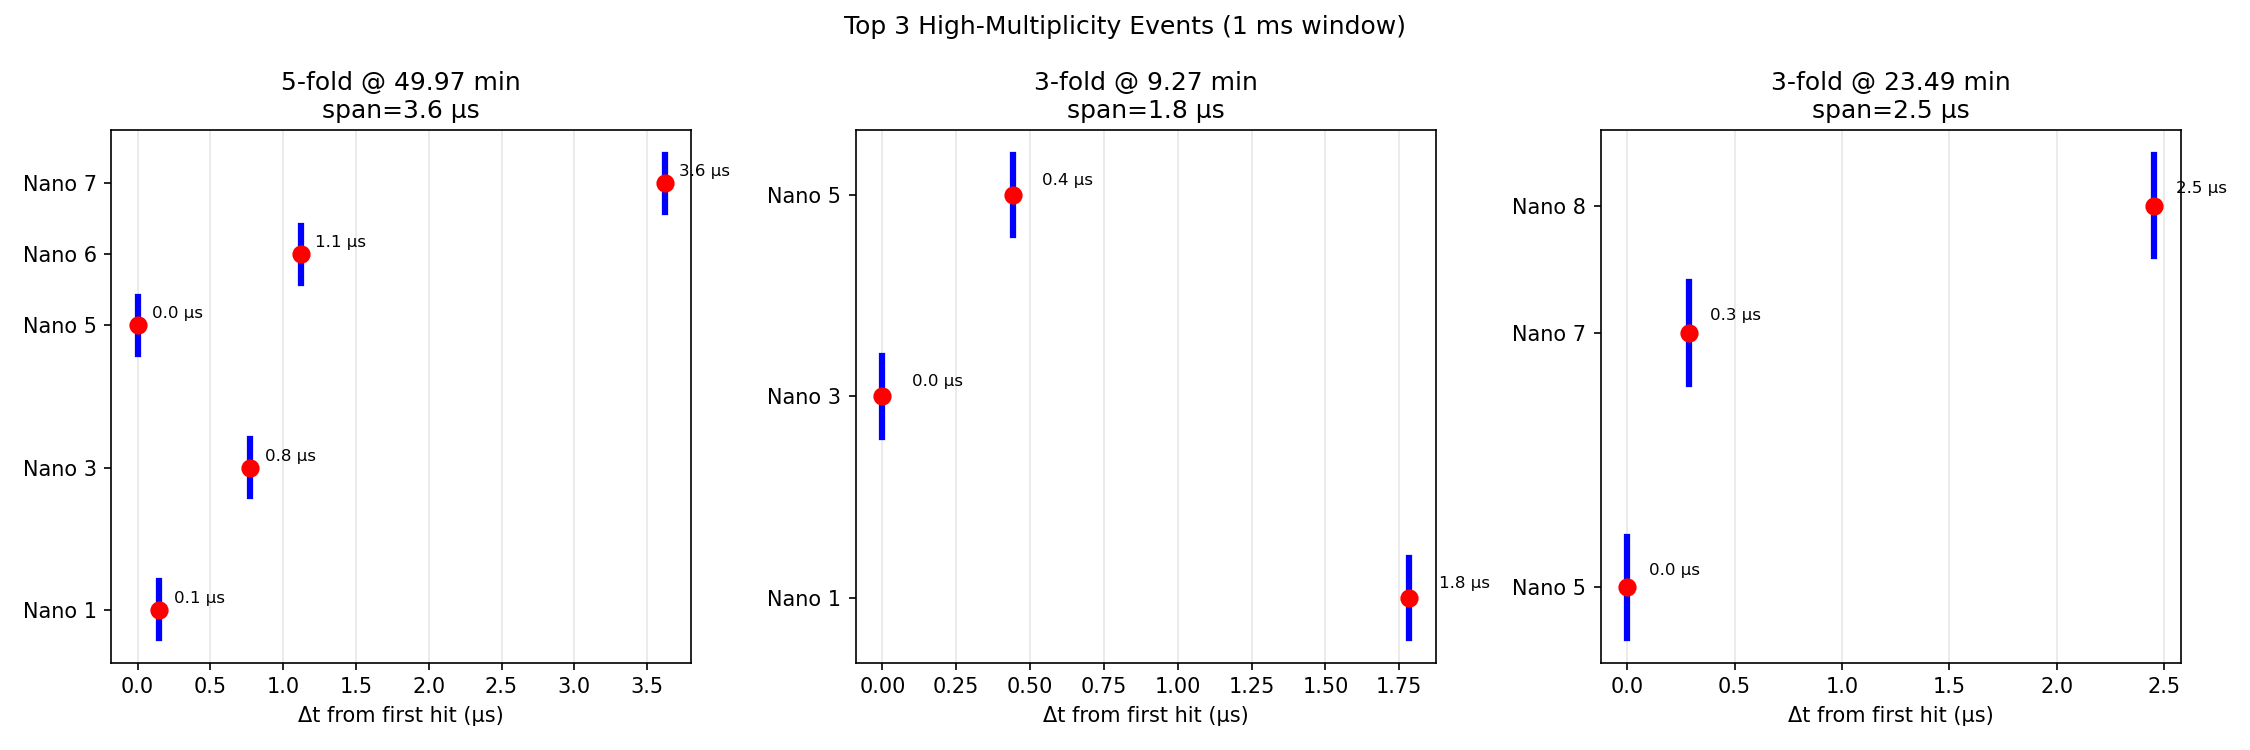 Top 3 High-Multiplicity Events (1 ms window)
5-fold @ 49.97 min
span=3.6 µs
Nano 7
Nano 6
Nano 5
Nano 3
Nano 1
3.6 µs
1.1 µs
0.0 µs
0.8 µs
0.1 µs
0.0 0.5 1.0 1.5 2.0 2.5 3.0 3.5
Δt from first hit (µs)
3-fold @ 9.27 min
span=1.8 µs
Nano 5
Nano 3
Nano 1
0.4 µs
0.0 µs
1.8 µs
0.00 0.25 0.50 0.75 1.00 1.25 1.50 1.75
Δt from first hit (µs)
3-fold @ 23.49 min
span=2.5 µs
Nano 8
Nano 7
Nano 5
2.5 µs
0.3 µs
0.0 µs
0.0 0.5 1.0 1.5 2.0 2.5
Δt from first hit (µs)